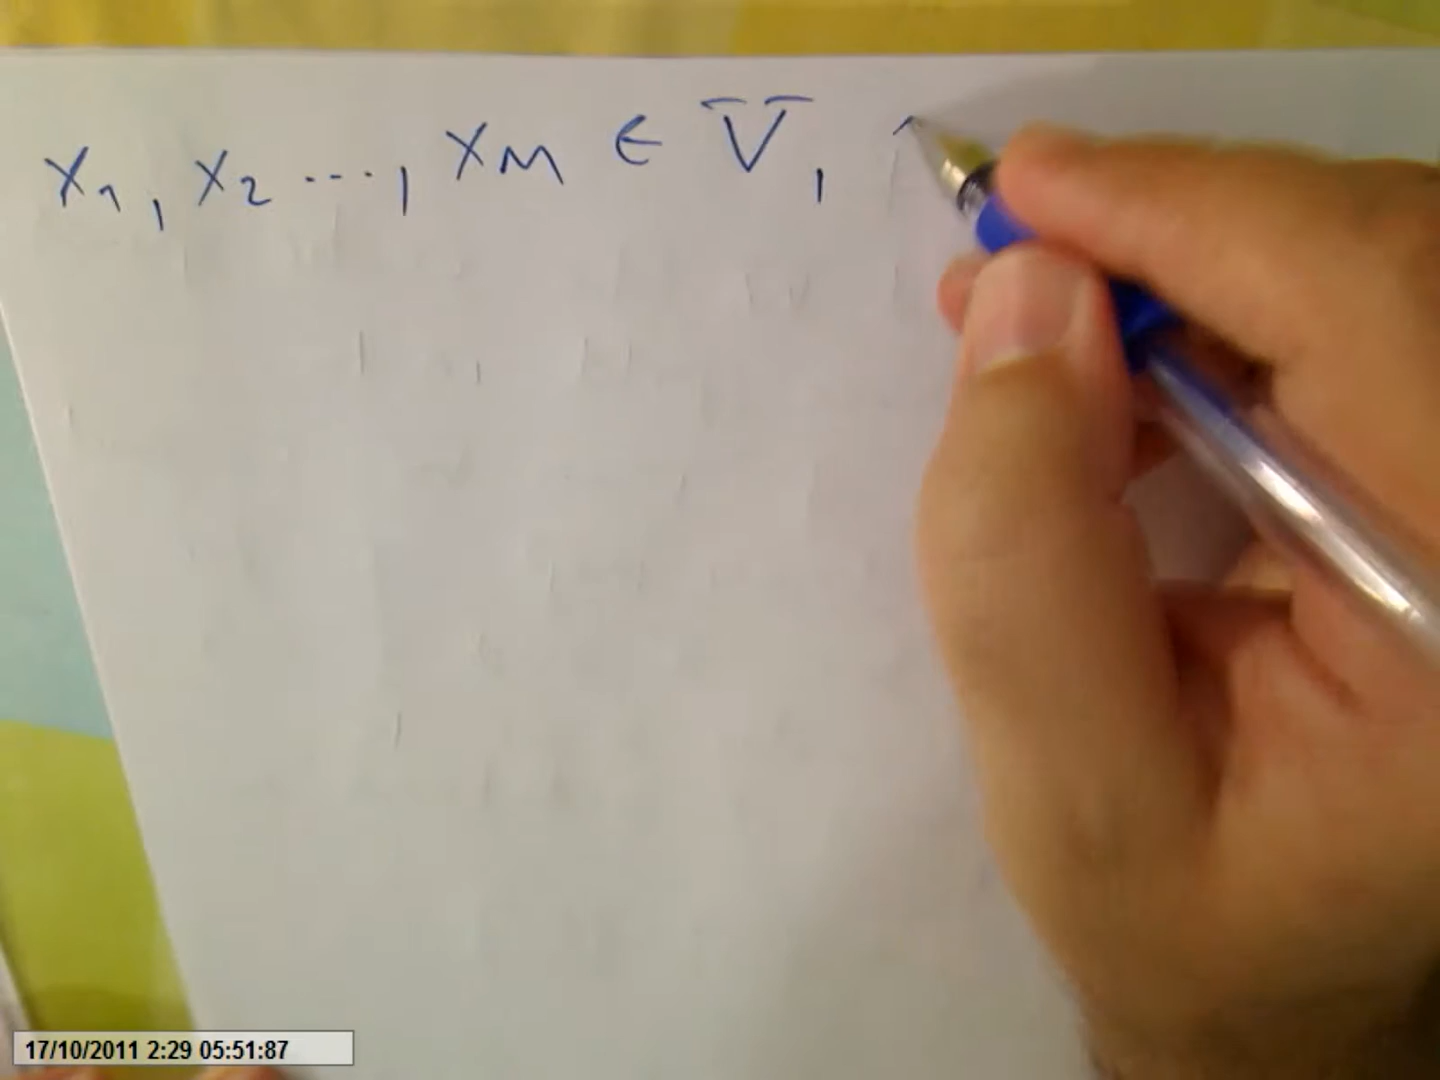 x₁, x₂ ..., xₘ ∈ V,
17/10/2011 2:29 05:51:87